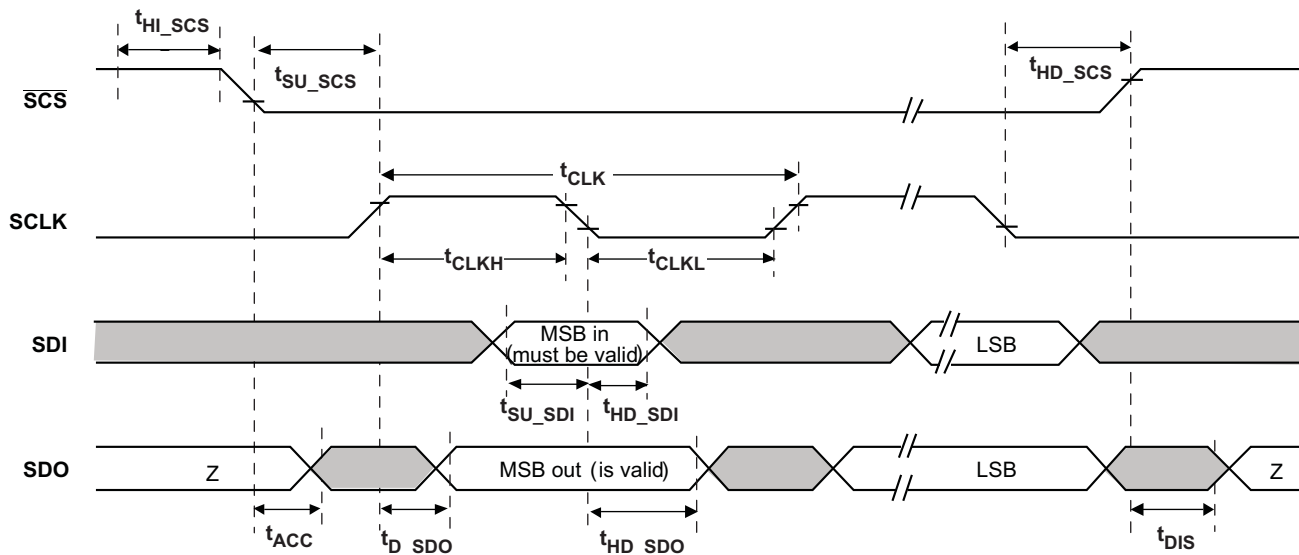 tHI_SCS
tSU_SCS
tHD_SCS
SCS
tCLK
SCLK
tCLKH
tCLKL
SDI
MSB in
(must be valid)
LSB
tSU_SDI
tHD_SDI
SDO
Z
MSB out (is valid)
LSB
Z
tACC
tD_SDO
tHD_SDO
tDIS